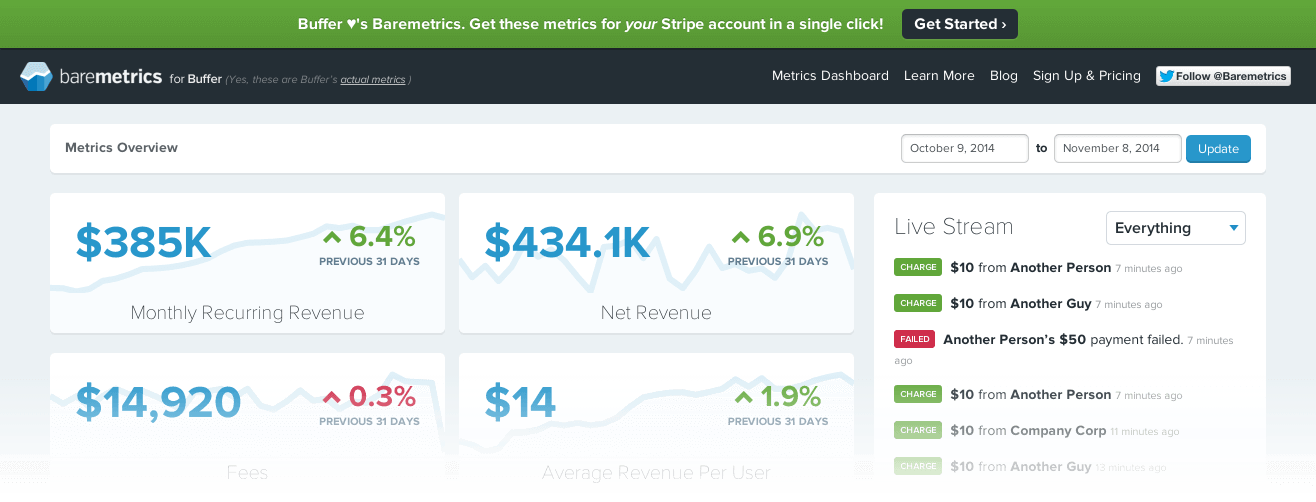 Buffer ♥'s Baremetrics. Get these metrics for your Stripe account in a single click! Get Started ›
baremetrics for Buffer (Yes, these are Buffer's actual metrics )
Metrics Dashboard Learn More Blog Sign Up & Pricing Follow @Baremetrics
Metrics Overview
October 9, 2014 to November 8, 2014 Update
$385K
6.4%
PREVIOUS 31 DAYS
Monthly Recurring Revenue
$434.1K
6.9%
PREVIOUS 31 DAYS
Net Revenue
$14,920
0.3%
PREVIOUS 31 DAYS
Fees
$14
1.9%
PREVIOUS 31 DAYS
Average Revenue Per User
Live Stream Everything
CHARGE $10 from Another Person 7 minutes ago
CHARGE $10 from Another Guy 7 minutes ago
FAILED Another Person's $50 payment failed. 7 minutes
ago
CHARGE $10 from Another Person 7 minutes ago
CHARGE $10 from Company Corp 11 minutes ago
CHARGE $10 from Another Guy 13 minutes ago